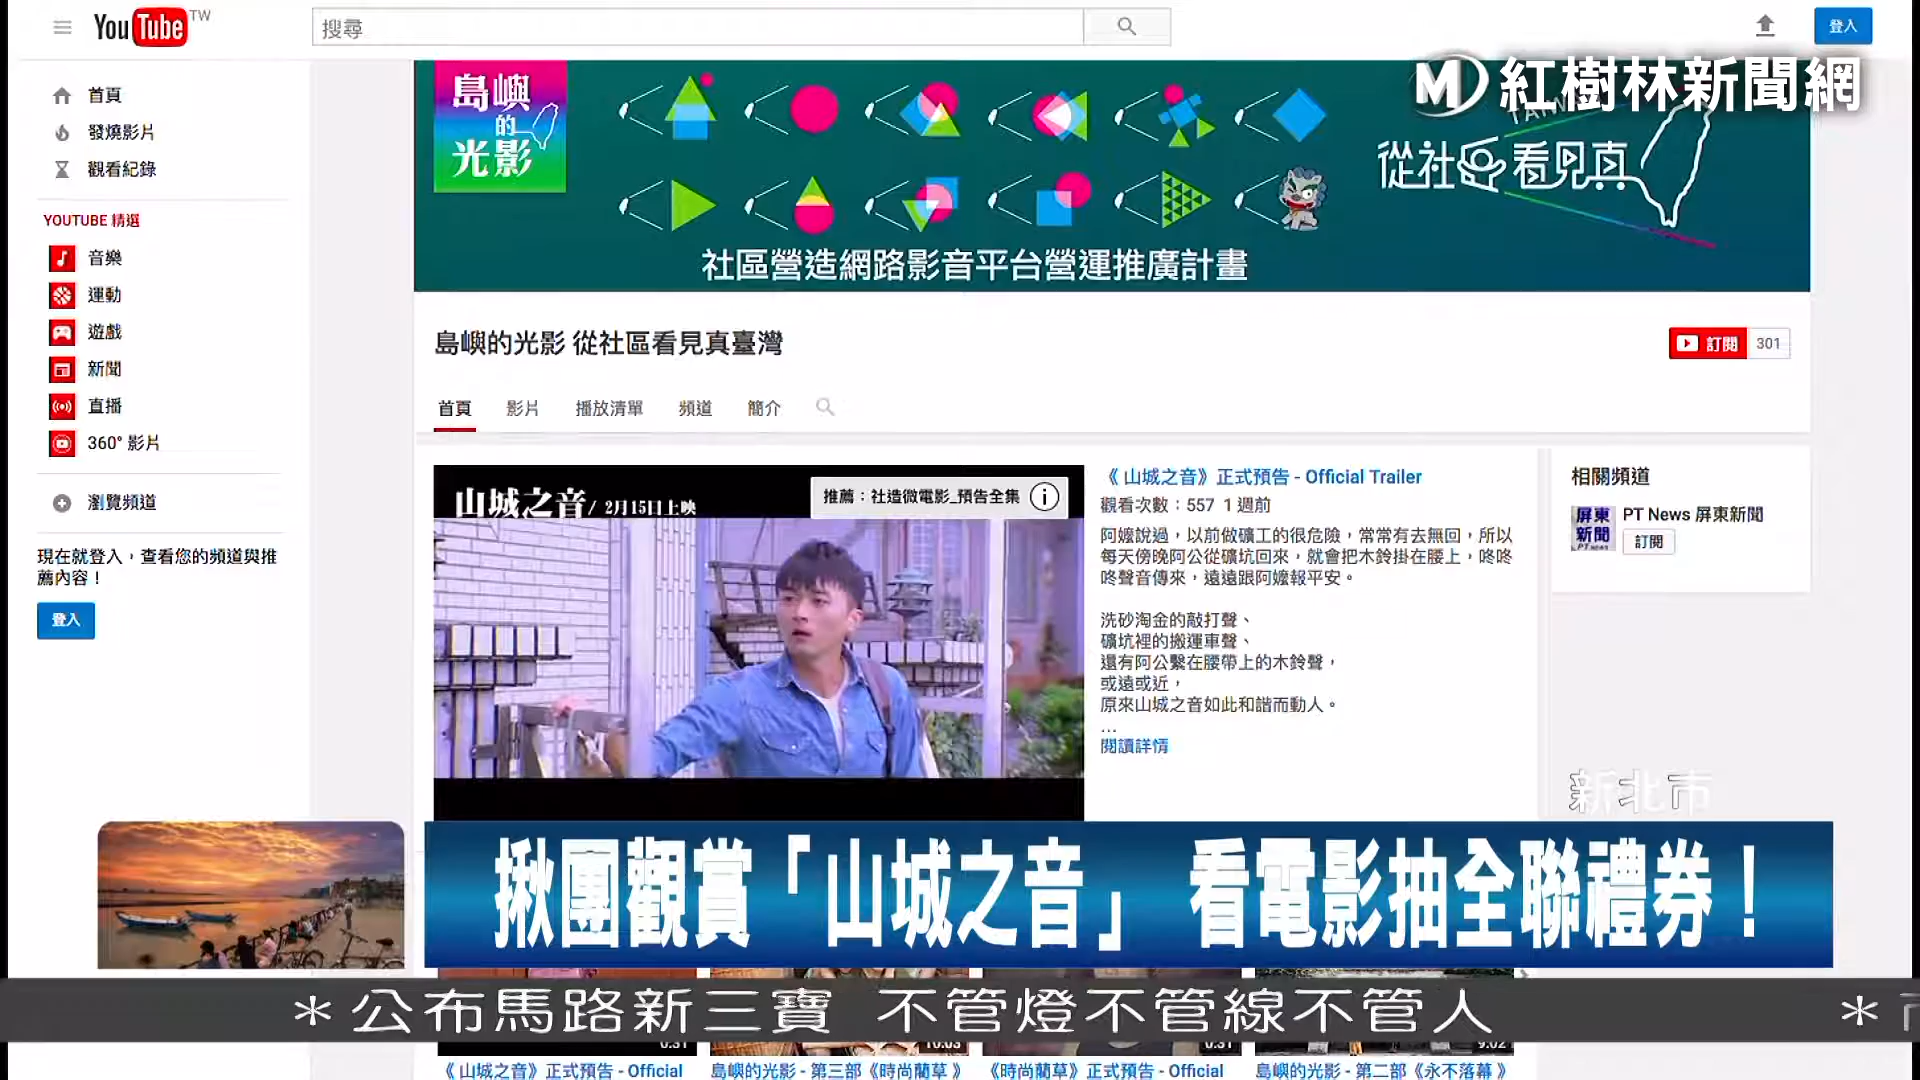 YouTube TW
搜尋
登入
紅樹林新聞網
首頁
發燒影片
觀看紀錄
YOUTUBE 精選
音樂
運動
遊戲
新聞
直播
360° 影片
瀏覽頻道
現在就登入，查看您的頻道與推
薦內容！
登入
島嶼
的
光影
從社區看見真
社區營造網路影音平台營運推廣計畫
島嶼的光影 從社區看見真臺灣
訂閱 301
首頁 影片 播放清單 頻道 簡介
山城之音/ 2月15日上映
推薦：社造微電影_預告全集
《 山城之音》正式預告 - Official Trailer
觀看次數：557 1 週前
阿嬤說過，以前做礦工的很危險，常常有去無回，所以
每天傍晚阿公從礦坑回來，就會把木鈴掛在腰上，咚咚
咚聲音傳來，遠遠跟阿嬤報平安。
洗砂淘金的敲打聲、
礦坑裡的搬運車聲、
還有阿公繫在腰帶上的木鈴聲，
或遠或近，
原來山城之音如此和諧而動人。
...
閱讀詳情
相關頻道
屏東
新聞
PT News
PT News 屏東新聞
訂閱
新北市
揪團觀賞「山城之音」 看電影抽全聯禮券！
＊公布馬路新三寶 不管燈不管線不管人 ＊
0:31 10:03 0:31 9:02
《 山城之音》正式預告 - Official
島嶼的光影 - 第三部《時尚藺草 》
《時尚藺草》正式預告 - Official
島嶼的光影 - 第二部《永不落幕 》